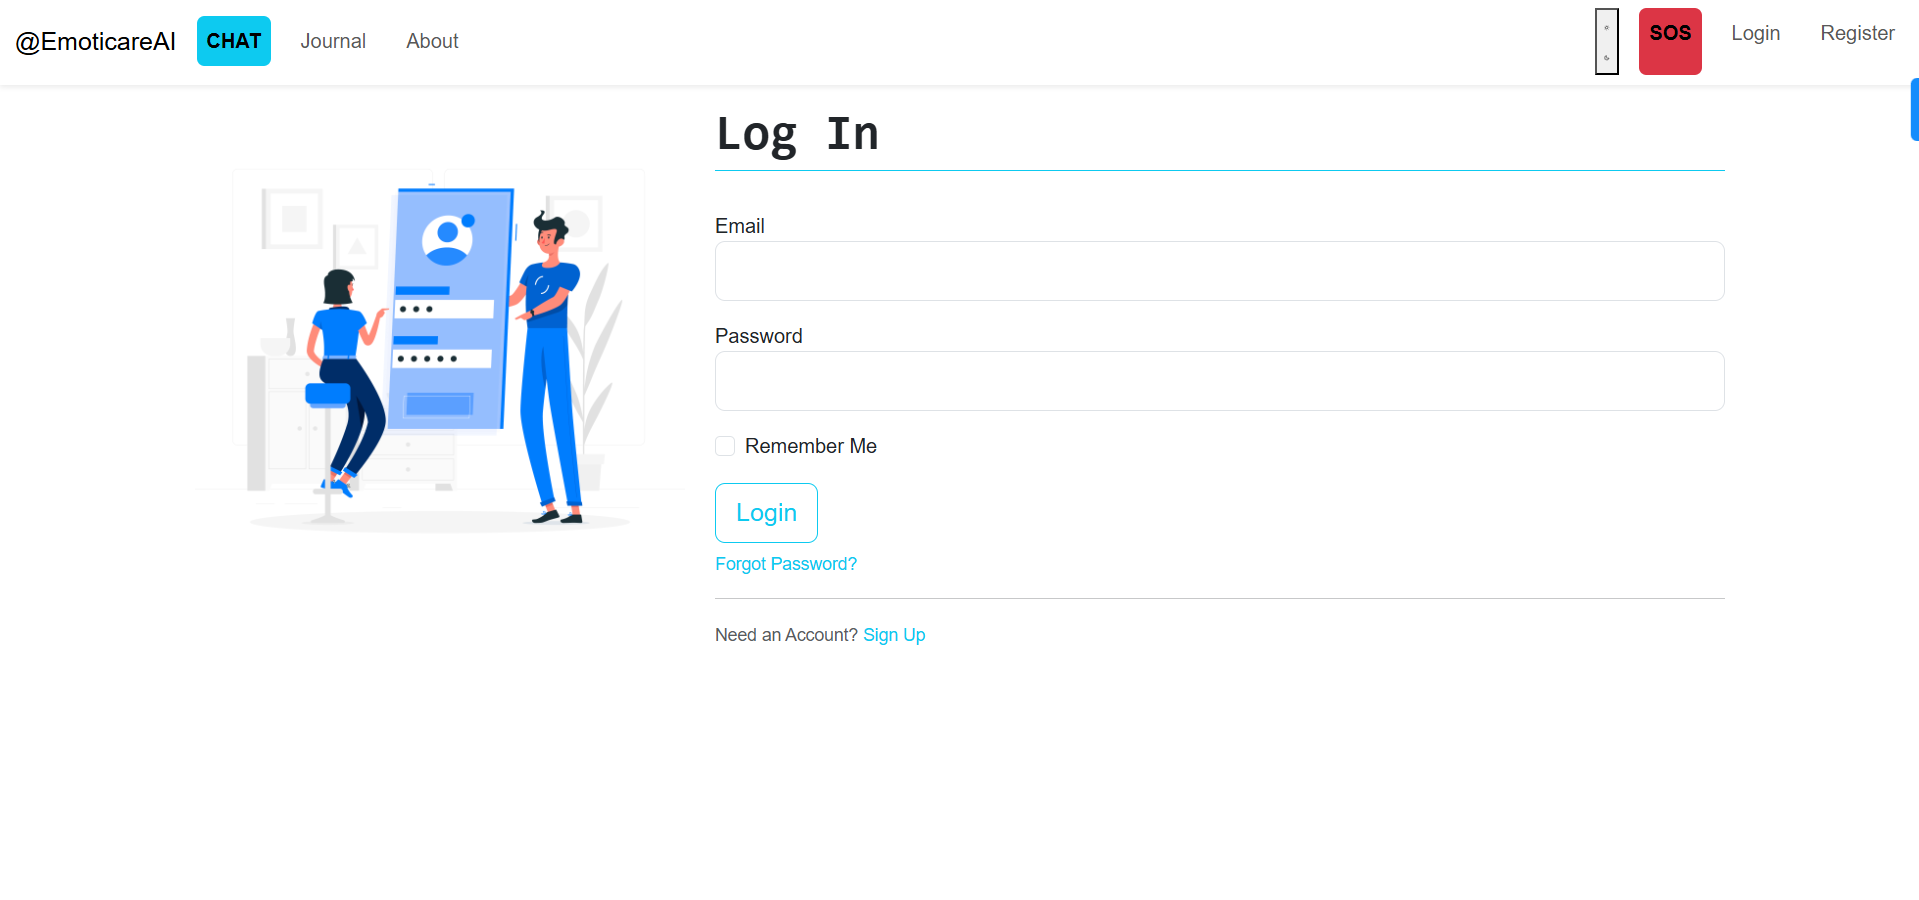 @EmoticareAI CHAT Journal About SOS Login Register
Log In
Email
Password
Remember Me
Login
Forgot Password?
Need an Account? Sign Up